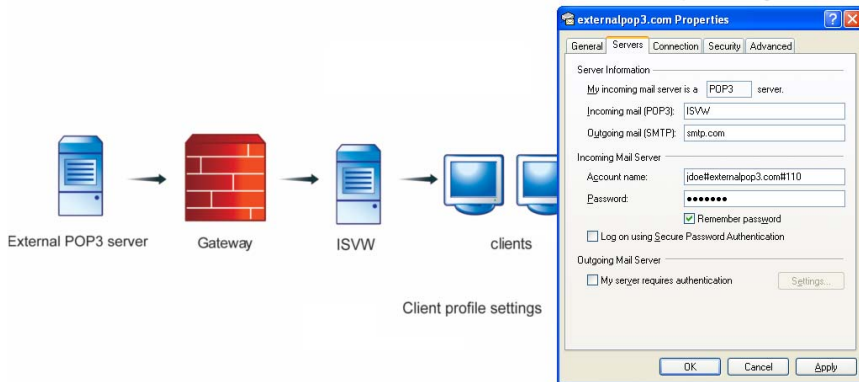 externalpop3.com Properties
General Servers Connection Security Advanced
Server Information
My incoming mail server is a POP3 server.
Incoming mail (POP3): ISVW
Outgoing mail (SMTP): smtp.com
Incoming Mail Server
Account name: jdoe#externalpop3.com#110
Password: •••••••
Remember password
Log on using Secure Password Authentication
Outgoing Mail Server
My server requires authentication Settings...
OK Cancel Apply
External POP3 server Gateway ISVW clients
Client profile settings